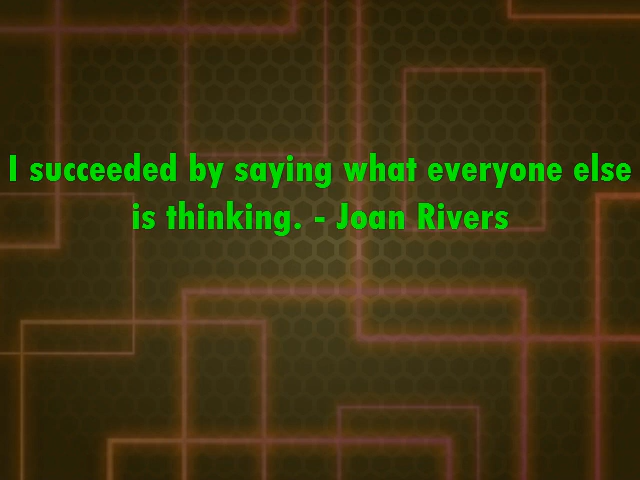 I succeeded by saying what everyone else
is thinking. - Joan Rivers